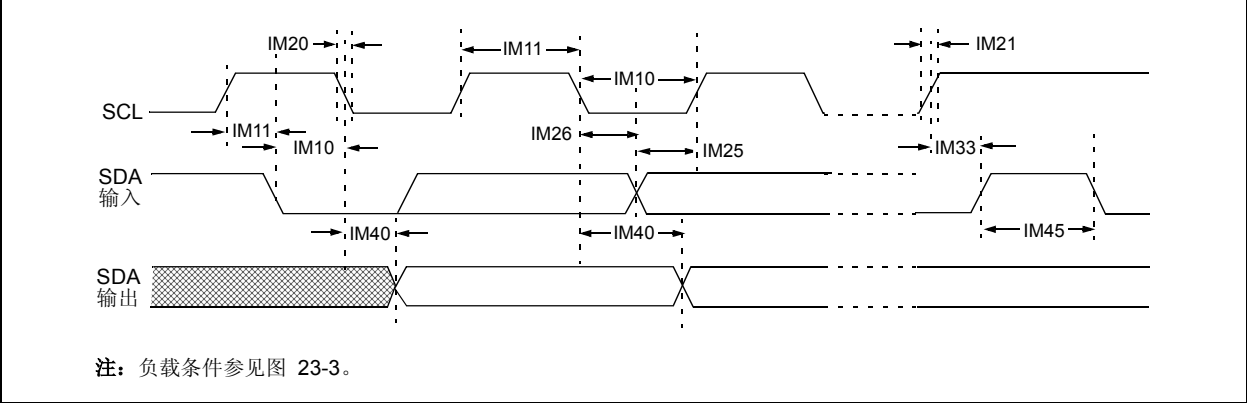 IM20
IM11
IM21
IM10
SCL
IM11
IM10
IM26
IM25
IM33
SDA
输入
IM40
IM40
IM45
SDA
输出
注：负载条件参见图 23-3。